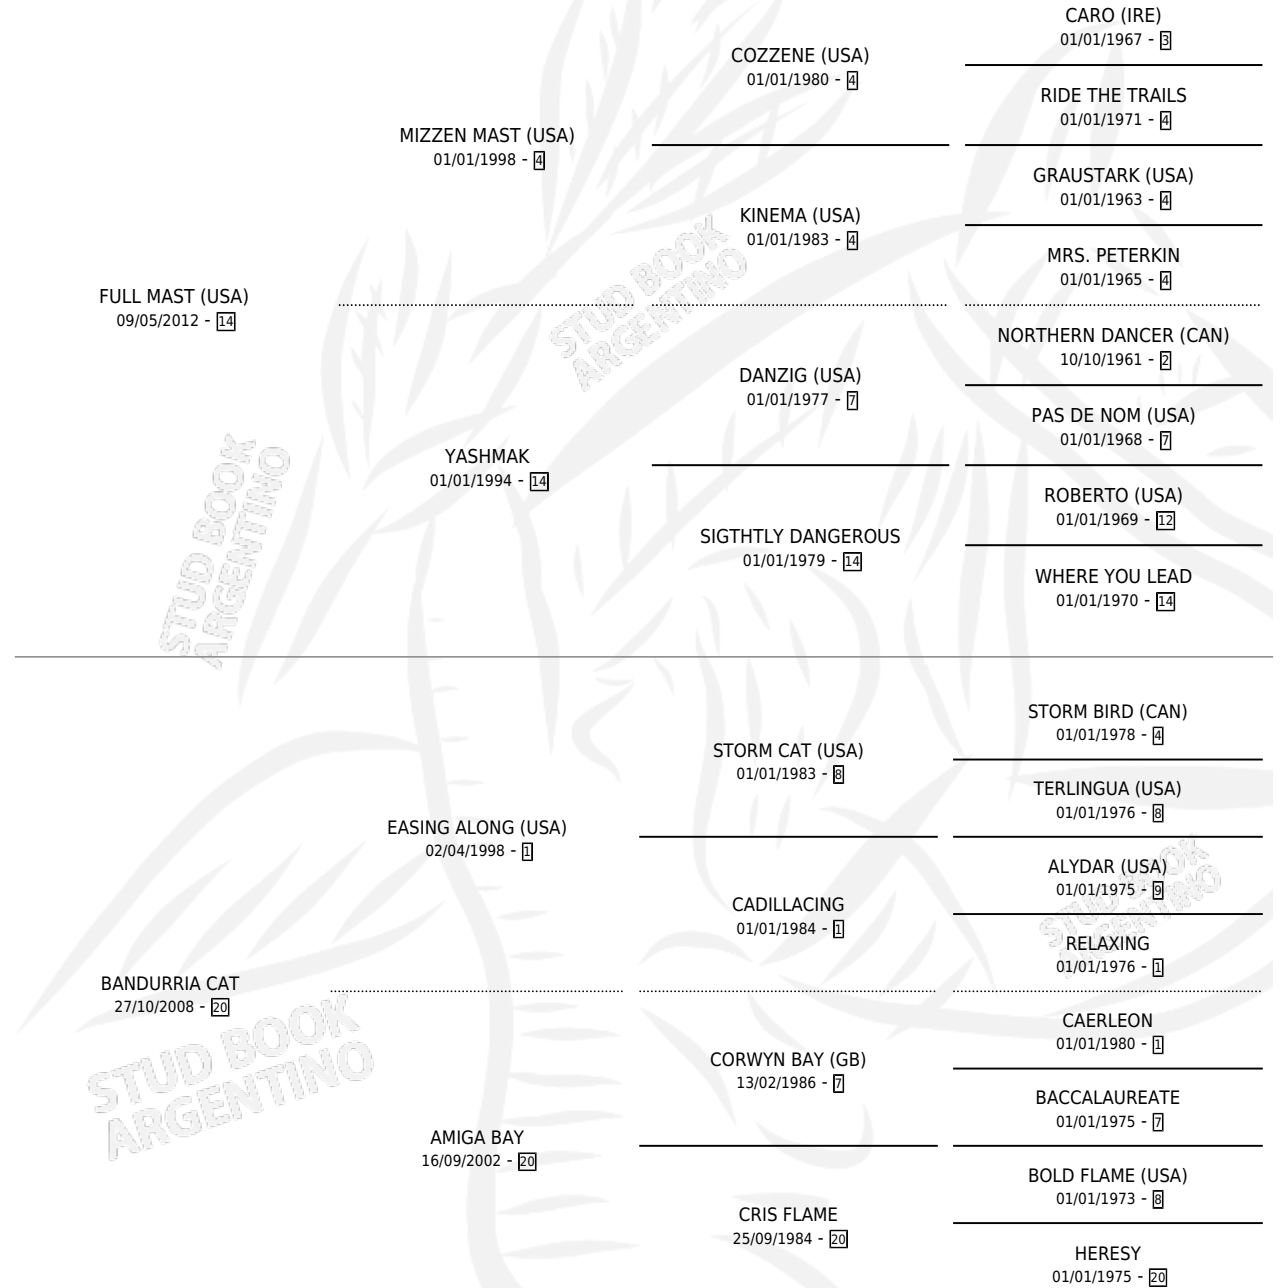 CARO (IRE)
01/01/1967 - 3
COZZENE (USA)
01/01/1980 - 4
RIDE THE TRAILS
01/01/1971 - 4
MIZZEN MAST (USA)
01/01/1998 - 4
GRAUSTARK (USA)
01/01/1963 - 4
KINEMA (USA)
01/01/1983 - 4
MRS. PETERKIN
01/01/1965 - 4
FULL MAST (USA)
09/05/2012 - 14
STUD BOOK
ARGENTINO
NORTHERN DANCER (CAN)
10/10/1961 - 2
DANZIG (USA)
01/01/1977 - 7
PAS DE NOM (USA)
01/01/1968 - 7
YASHMAK
01/01/1994 - 14
ROBERTO (USA)
01/01/1969 - 12
SIGTHTLY DANGEROUS
01/01/1979 - 14
WHERE YOU LEAD
01/01/1970 - 14
STUD BOOK
ARGENTINO
STORM BIRD (CAN)
01/01/1978 - 4
STORM CAT (USA)
01/01/1983 - 8
TERLINGUA (USA)
01/01/1976 - 8
EASING ALONG (USA)
02/04/1998 - 1
ALYDAR (USA)
01/01/1975 - 9
CADILLACING
01/01/1984 - 1
RELAXING
01/01/1976 - 1
STUD BOOK
ARGENTINO
BANDURRIA CAT
27/10/2008 - 20
CAERLEON
01/01/1980 - 1
CORWYN BAY (GB)
13/02/1986 - 7
BACCALAUREATE
01/01/1975 - 7
STUD BOOK
ARGENTINO
AMIGA BAY
16/09/2002 - 20
BOLD FLAME (USA)
01/01/1973 - 8
CRIS FLAME
25/09/1984 - 20
HERESY
01/01/1975 - 20